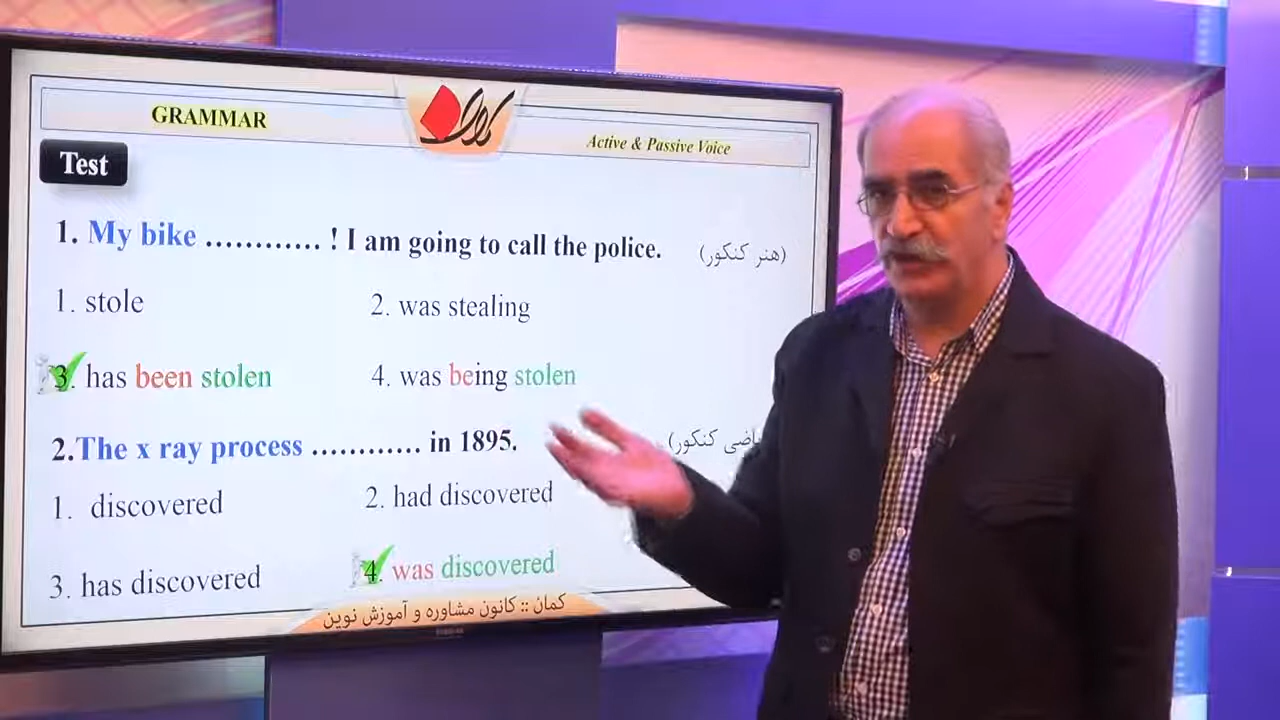 GRAMMAR
کمان
Active & Passive Voice
Test
1. My bike ............ ! I am going to call the police. (هنر کنکور)
1. stole
2. was stealing
3. has been stolen
4. was being stolen
2.The x ray process ............ in 1895. کنکور)
1. discovered
2. had discovered
3. has discovered
4. was discovered
کمان :: کانون مشاوره و آموزش نوین